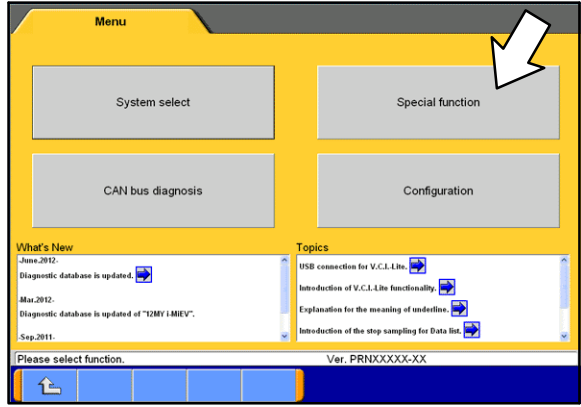 Menu
System select
Special function
CAN bus diagnosis
Configuration
What's New
-June.2012-
Diagnostic database is updated.
-Mar.2012-
Diagnostic database is updated of "12MY i-MiEV".
-Sep.2011-
Topics
USB connection for V.C.I.-Lite.
Introduction of V.C.I.-Lite functionality.
Explanation for the meaning of underline.
Introduction of the stop sampling for Data list.
Please select function.
Ver. PRNXXXXX-XX